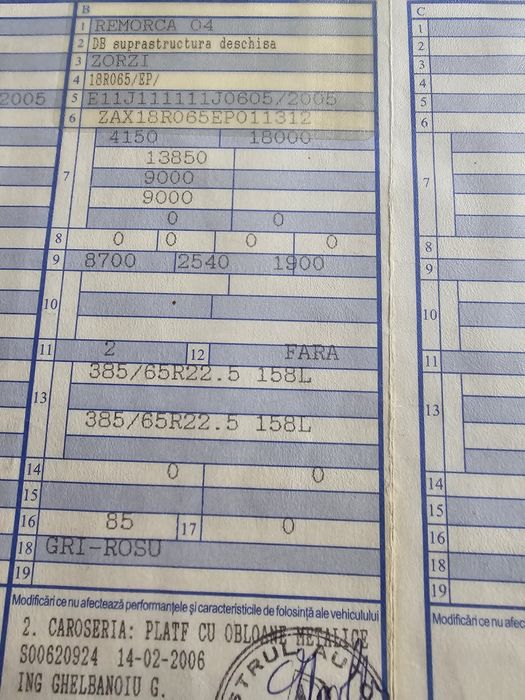 B
1 REMORCA O4
2 DB suprastructura deschisa
3 ZORZI
4 18R065/EP/
2005 5 E11J111111J0605/2005
6 ZAX18R065EP011312
4150 18000
13850
7 9000
9000
0 0
8 0 0 0 0
9 8700 2540 1900
10
11 2 12 FARA
385/65R22.5 158L
13
385/65R22.5 158L
14 0 0
15
16 85 17 0
18 GRI-ROSU
19
Modificări ce nu afectează performanţele şi caracteristicile de folosinţă ale vehiculului
2. CAROSERIA: PLATF CU OBLOANE METALICE
S00620924 14-02-2006
ING GHELBANOIU G.
C
1
2
3
4
5
6
7
8
9
10
11
13
14
15
16
18
19
Modificări ce nu afec